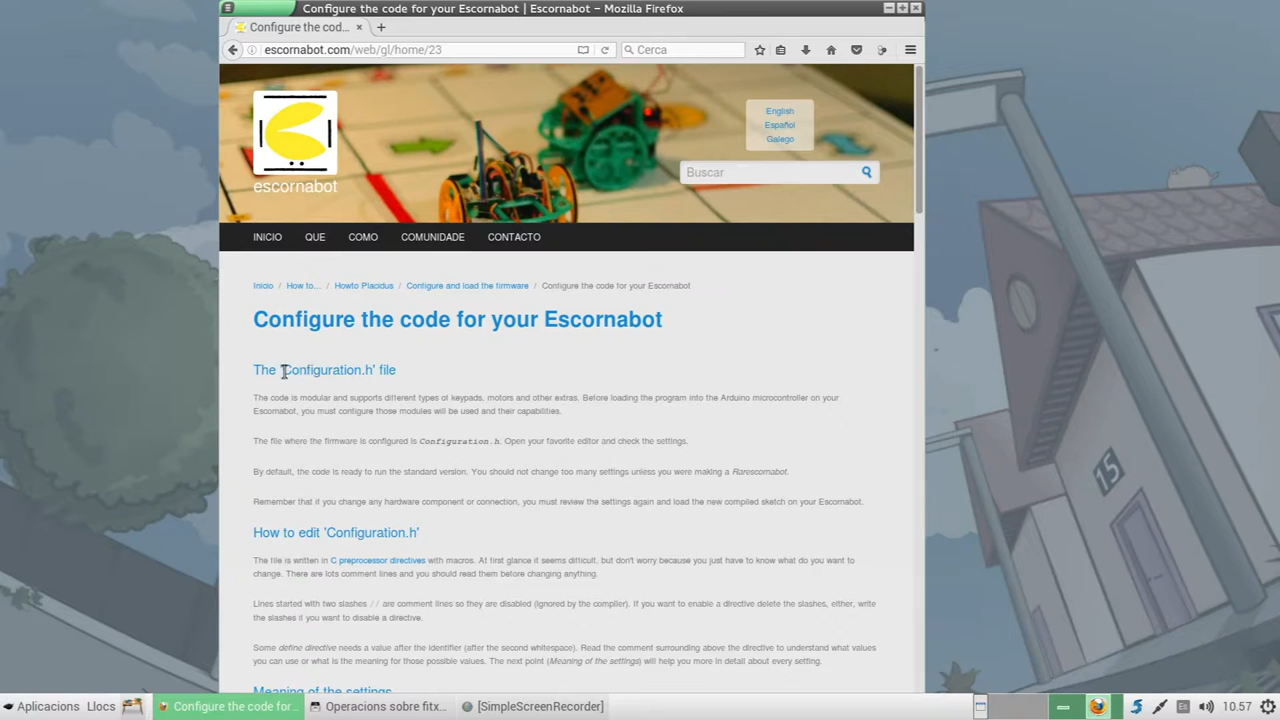 Configure the code for your Escornabot | Escornabot – Mozilla Firefox
Configure the cod...
escornabot.com/web/gl/home/23
Cerca
English
Español
Galego
Buscar
escornabot
INICIO QUE COMO COMUNIDADE CONTACTO
Inicio / How to... / Howto Placidus / Configure and load the firmware / Configure the code for your Escornabot
Configure the code for your Escornabot
The 'Configuration.h' file
The code is modular and supports different types of keypads, motors and other extras. Before loading the program into the Arduino microcontroller on your
Escornabot, you must configure those modules will be used and their capabilities.
The file where the firmware is configured is Configuration.h. Open your favorite editor and check the settings.
By default, the code is ready to run the standard version. You should not change too many settings unless you were making a Rarescornabot.
Remember that if you change any hardware component or connection, you must review the settings again and load the new compiled sketch on your Escornabot.
How to edit 'Configuration.h'
The file is written in C preprocessor directives with macros. At first glance it seems difficult, but don't worry because you just have to know what do you want to
change. There are lots comment lines and you should read them before changing anything.
Lines started with two slashes // are comment lines so they are disabled (ignored by the compiler). If you want to enable a directive delete the slashes, either, write
the slashes if you want to disable a directive.
Some define directive needs a value after the identifier (after the second whitespace). Read the comment surrounding above the directive to understand what values
you can use or what is the meaning for those possible values. The next point (Meaning of the settings) will help you more in detail about every setting.
Meaning of the settings
15
Aplicacions Llocs Configure the code for... Operacions sobre fitx... [SimpleScreenRecorder] Es 10.57